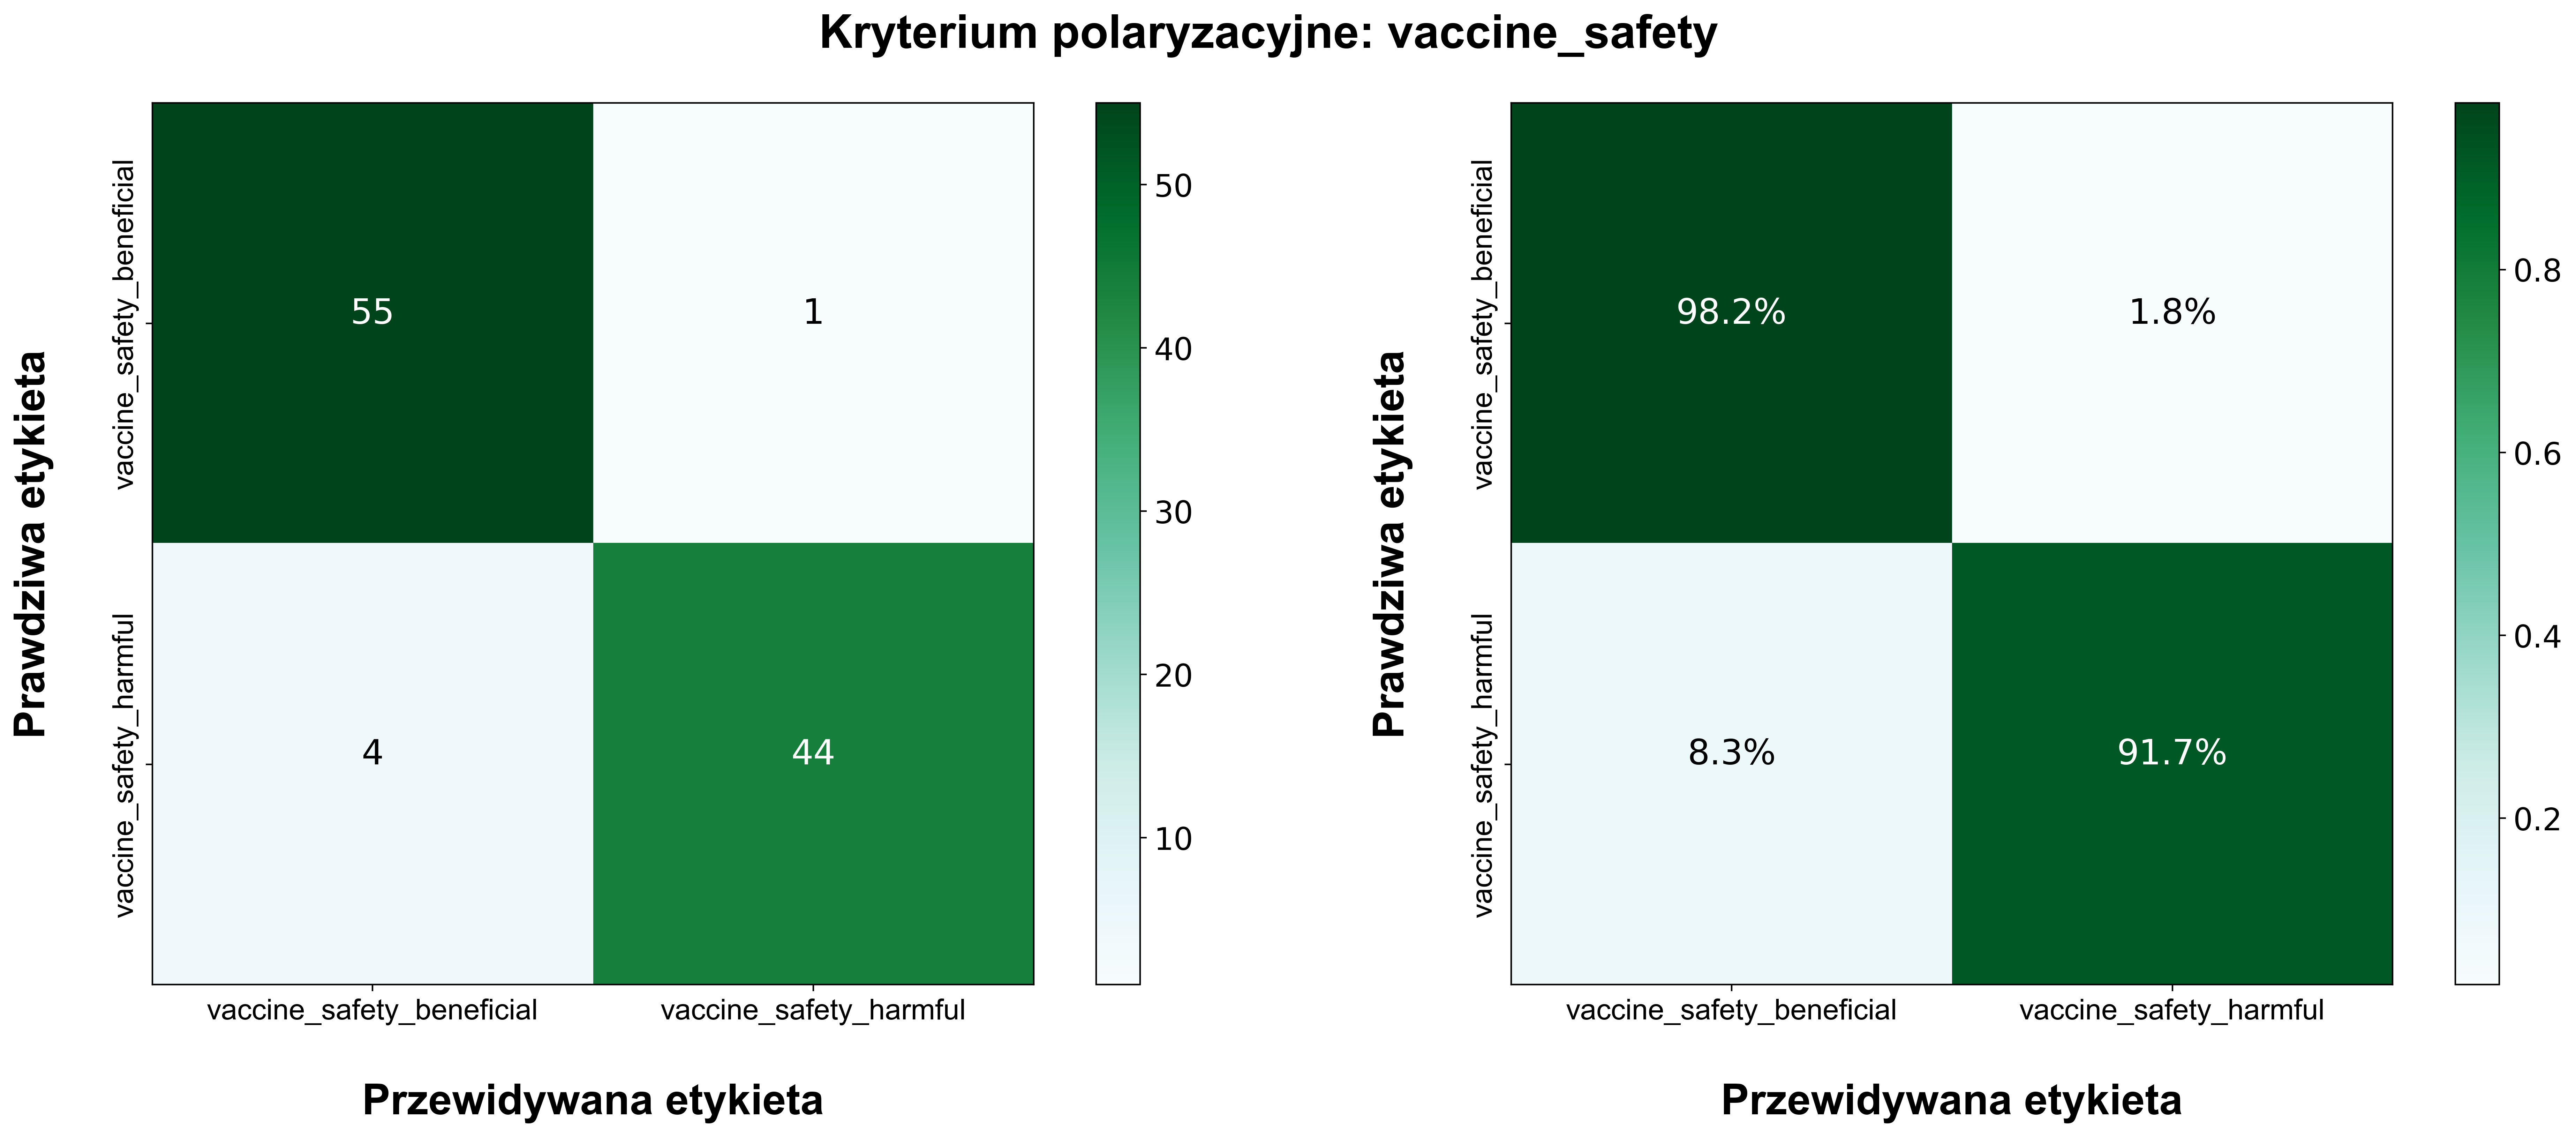 Kryterium polaryzacyjne: vaccine_safety
Prawdziwa etykieta
vaccine_safety_beneficial
vaccine_safety_harmful
55
1
4
44
vaccine_safety_beneficial
vaccine_safety_harmful
Przewidywana etykieta
50
40
30
20
10
Prawdziwa etykieta
vaccine_safety_beneficial
vaccine_safety_harmful
98.2%
1.8%
8.3%
91.7%
vaccine_safety_beneficial
vaccine_safety_harmful
Przewidywana etykieta
0.8
0.6
0.4
0.2